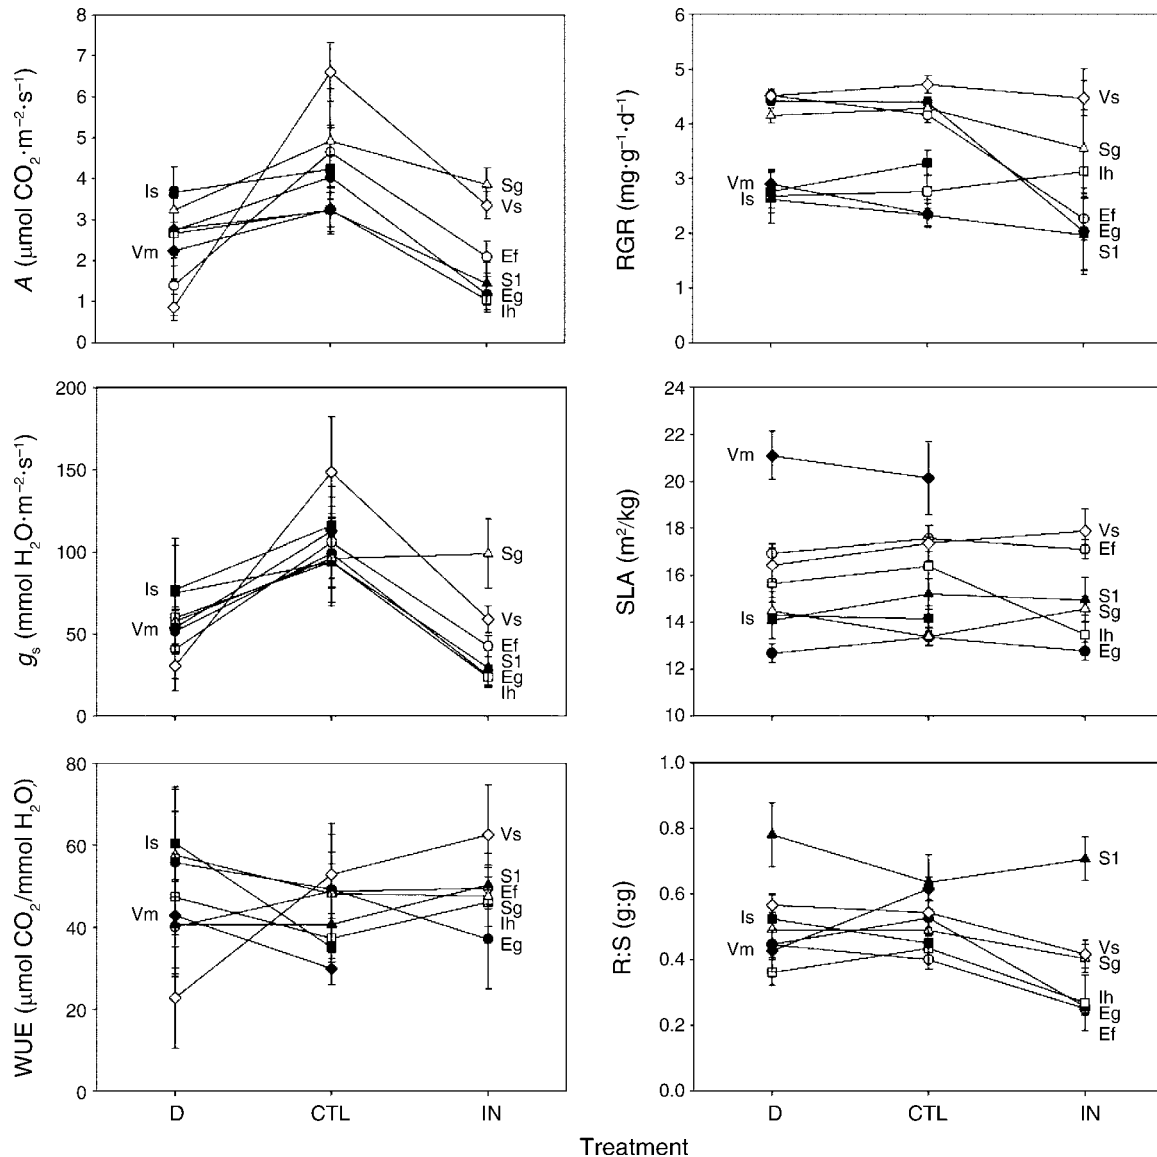 A (μmol CO₂·m⁻²·s⁻¹)
8
7
6
5
4
3
2
1
0
Is
Vm
Sg
Vs
Ef
S1
Eg
Ih
RGR (mg·g⁻¹·d⁻¹)
6
5
4
3
2
1
0
Vm
Is
Vs
Sg
Ih
Ef
Eg
S1
gₛ (mmol H₂O·m⁻²·s⁻¹)
200
150
100
50
0
Is
Vm
Sg
Vs
Ef
S1
Eg
Ih
SLA (m²/kg)
24
22
20
18
16
14
12
10
Vm
Is
Vs
Ef
S1
Sg
Ih
Eg
WUE (μmol CO₂/mmol H₂O)
80
60
40
20
0
Is
Vm
Vs
S1
Ef
Sg
Ih
Eg
D CTL IN
R:S (g:g)
1.0
0.8
0.6
0.4
0.2
0.0
Is
Vm
S1
Vs
Sg
Ih
Eg
Ef
D CTL IN
Treatment